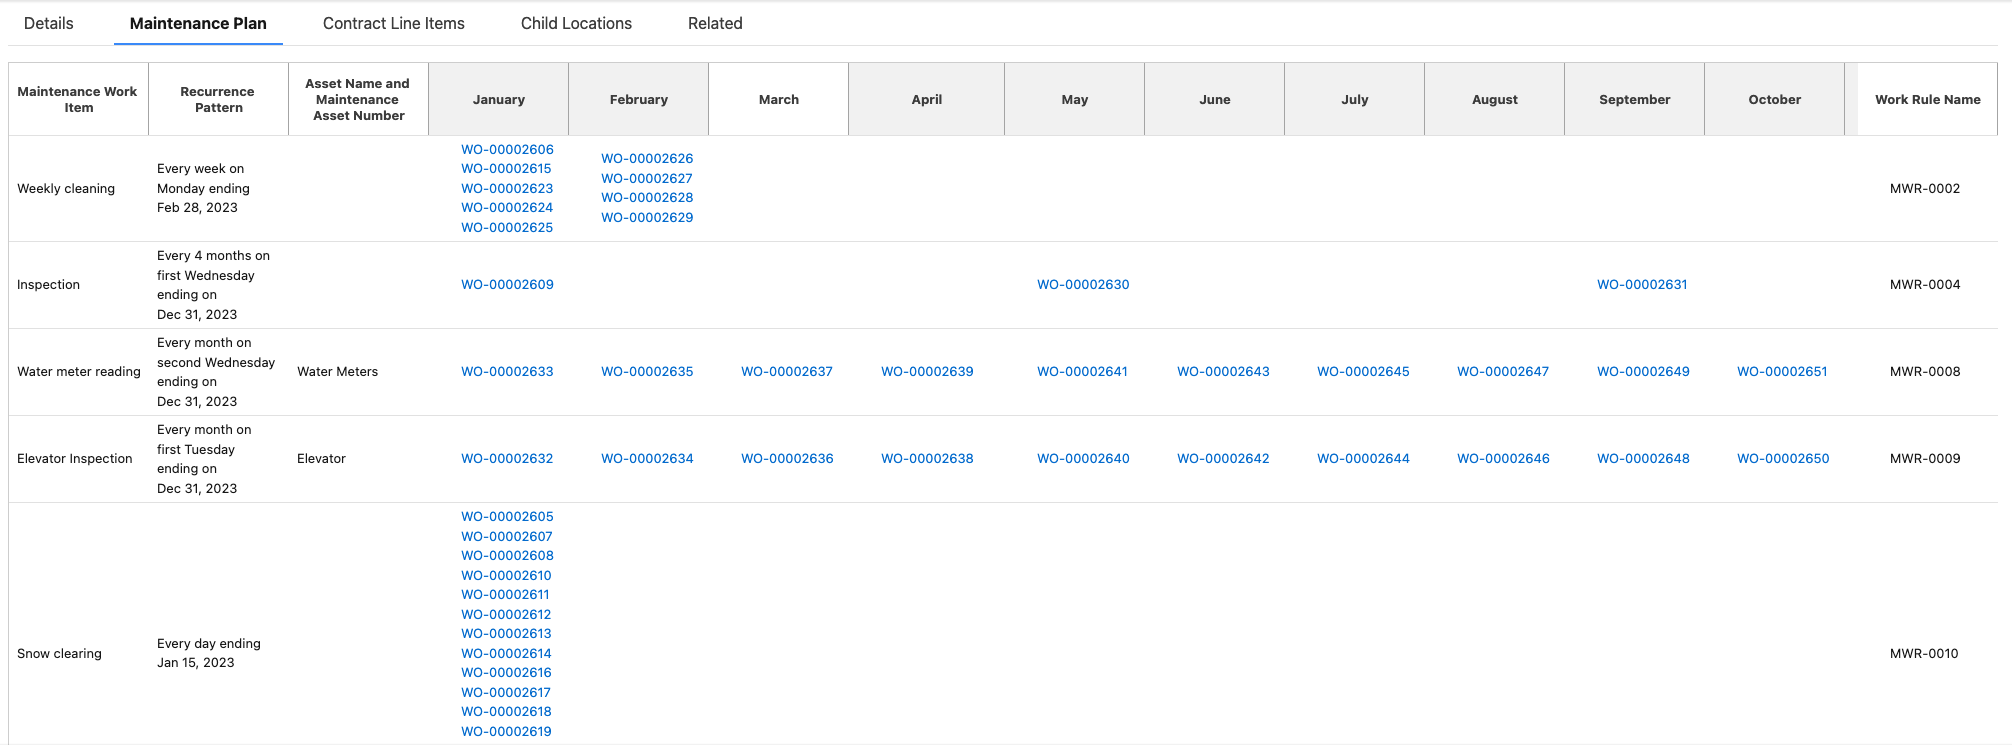 Details Maintenance Plan Contract Line Items Child Locations Related
Maintenance Work Item Recurrence Pattern Asset Name and Maintenance Asset Number January February March April May June July August September October Work Rule Name
Weekly cleaning
Every week on
Monday ending
Feb 28, 2023
WO-00002606
WO-00002615
WO-00002623
WO-00002624
WO-00002625
WO-00002626
WO-00002627
WO-00002628
WO-00002629
MWR-0002
Inspection
Every 4 months on
first Wednesday
ending on
Dec 31, 2023
WO-00002609 WO-00002630 WO-00002631 MWR-0004
Water meter reading
Every month on
second Wednesday
ending on
Dec 31, 2023
Water Meters WO-00002633 WO-00002635 WO-00002637 WO-00002639 WO-00002641 WO-00002643 WO-00002645 WO-00002647 WO-00002649 WO-00002651 MWR-0008
Elevator Inspection
Every month on
first Tuesday
ending on
Dec 31, 2023
Elevator WO-00002632 WO-00002634 WO-00002636 WO-00002638 WO-00002640 WO-00002642 WO-00002644 WO-00002646 WO-00002648 WO-00002650 MWR-0009
Snow clearing
Every day ending
Jan 15, 2023
WO-00002605
WO-00002607
WO-00002608
WO-00002610
WO-00002611
WO-00002612
WO-00002613
WO-00002614
WO-00002616
WO-00002617
WO-00002618
WO-00002619
MWR-0010